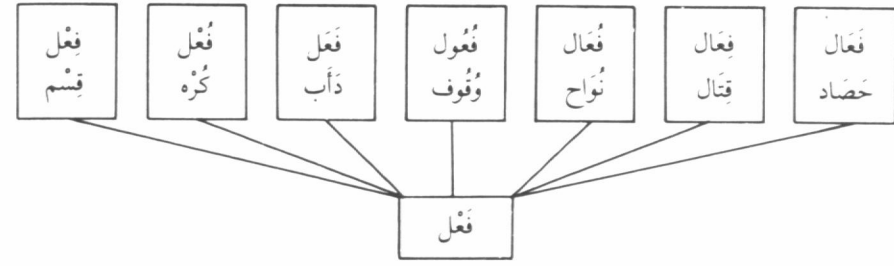 فَعَال فِعَال فُعَال فُعُول فَعَل فُعْل فِعْل
حَصَاد قِتَال نُوَاح وُقُوف دَأَب كُرْه قِسْم
فَعْل